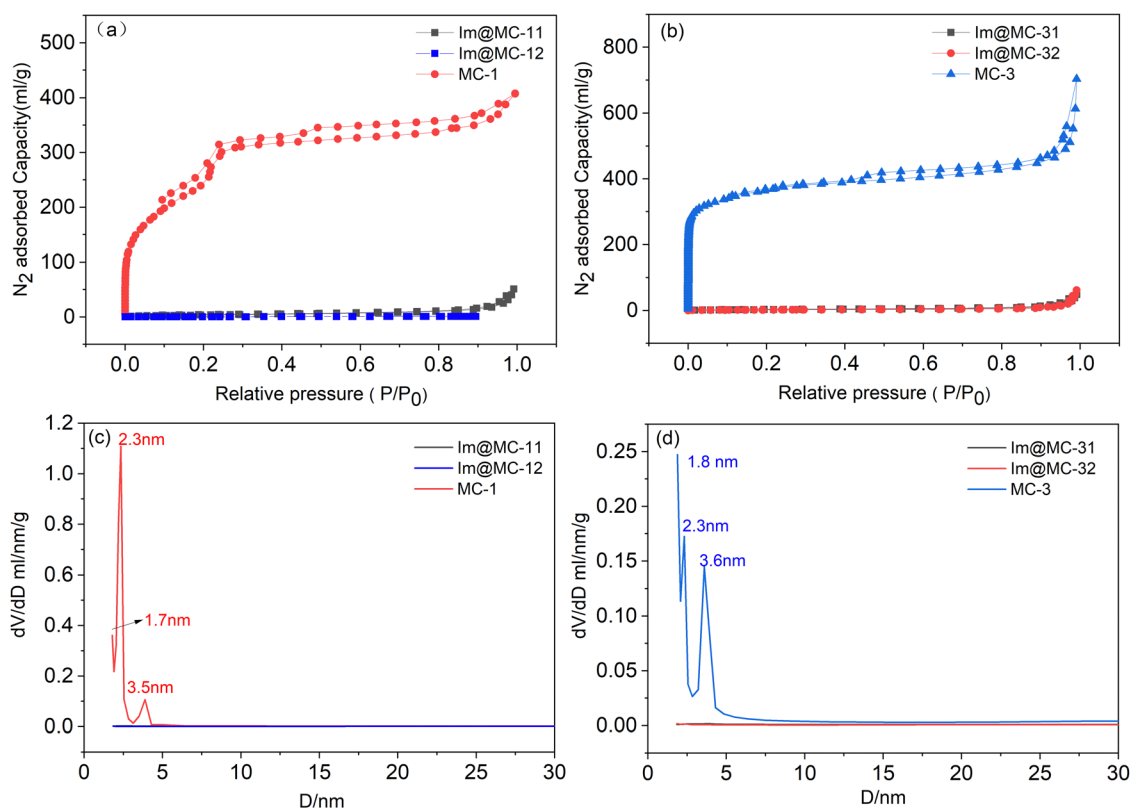 (a)
Im@MC-11
Im@MC-12
MC-1
N2 adsorbed Capacity(ml/g)
500
400
300
200
100
0
0.0 0.2 0.4 0.6 0.8 1.0
Relative pressure ( P/P0)
(b)
Im@MC-31
Im@MC-32
MC-3
N2 adsorbed Capacity(ml/g)
800
600
400
200
0
0.0 0.2 0.4 0.6 0.8 1.0
Relative pressure ( P/P0)
(c)
2.3nm
Im@MC-11
Im@MC-12
MC-1
1.7nm
3.5nm
dV/dD ml/nm/g
1.2
1.0
0.8
0.6
0.4
0.2
0.0
0 5 10 15 20 25 30
D/nm
(d)
Im@MC-31
Im@MC-32
MC-3
1.8 nm
2.3nm
3.6nm
dV/dD ml/nm/g
0.25
0.20
0.15
0.10
0.05
0.00
0 5 10 15 20 25 30
D/nm